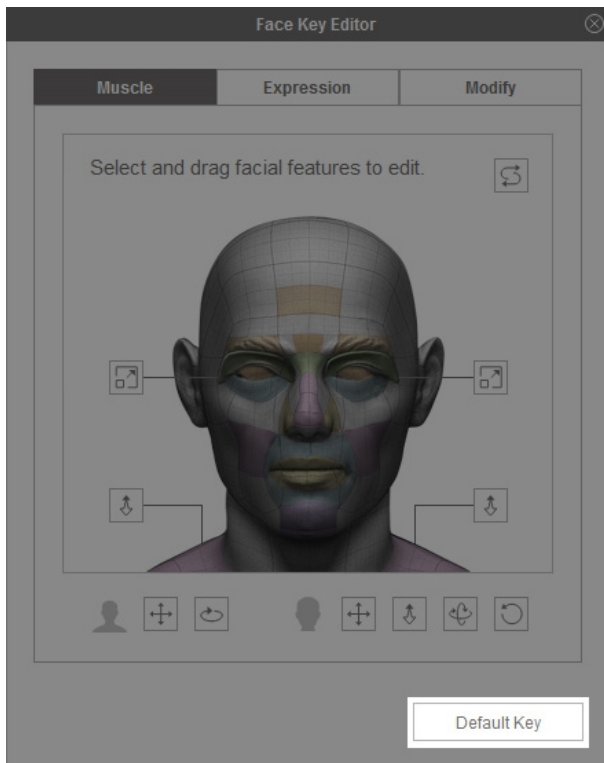 Face Key Editor
Muscle Expression Modify
Select and drag facial features to edit.
Default Key